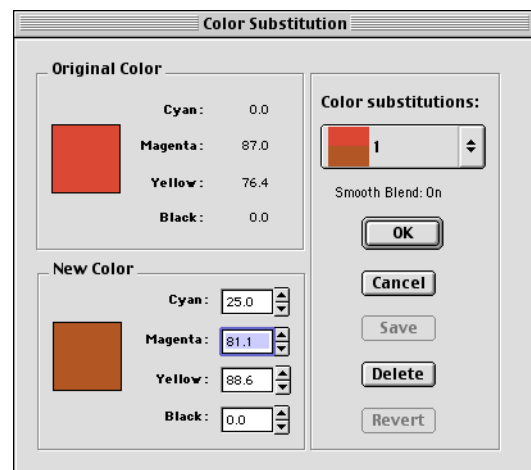 Color Substitution
Original Color
Cyan: 0.0
Magenta: 87.0
Yellow: 76.4
Black: 0.0
New Color
Cyan: 25.0
Magenta: 81.1
Yellow: 88.6
Black: 0.0
Color substitutions:
1
Smooth Blend: On
OK
Cancel
Save
Delete
Revert